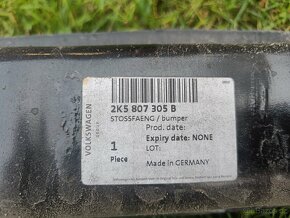 VOLKSWAGEN
2K5 807 305 B
STOSSFAENG / bumper
Prod. date:
Expiry date: NONE
LOT:
1
Piece
Made in GERMANY